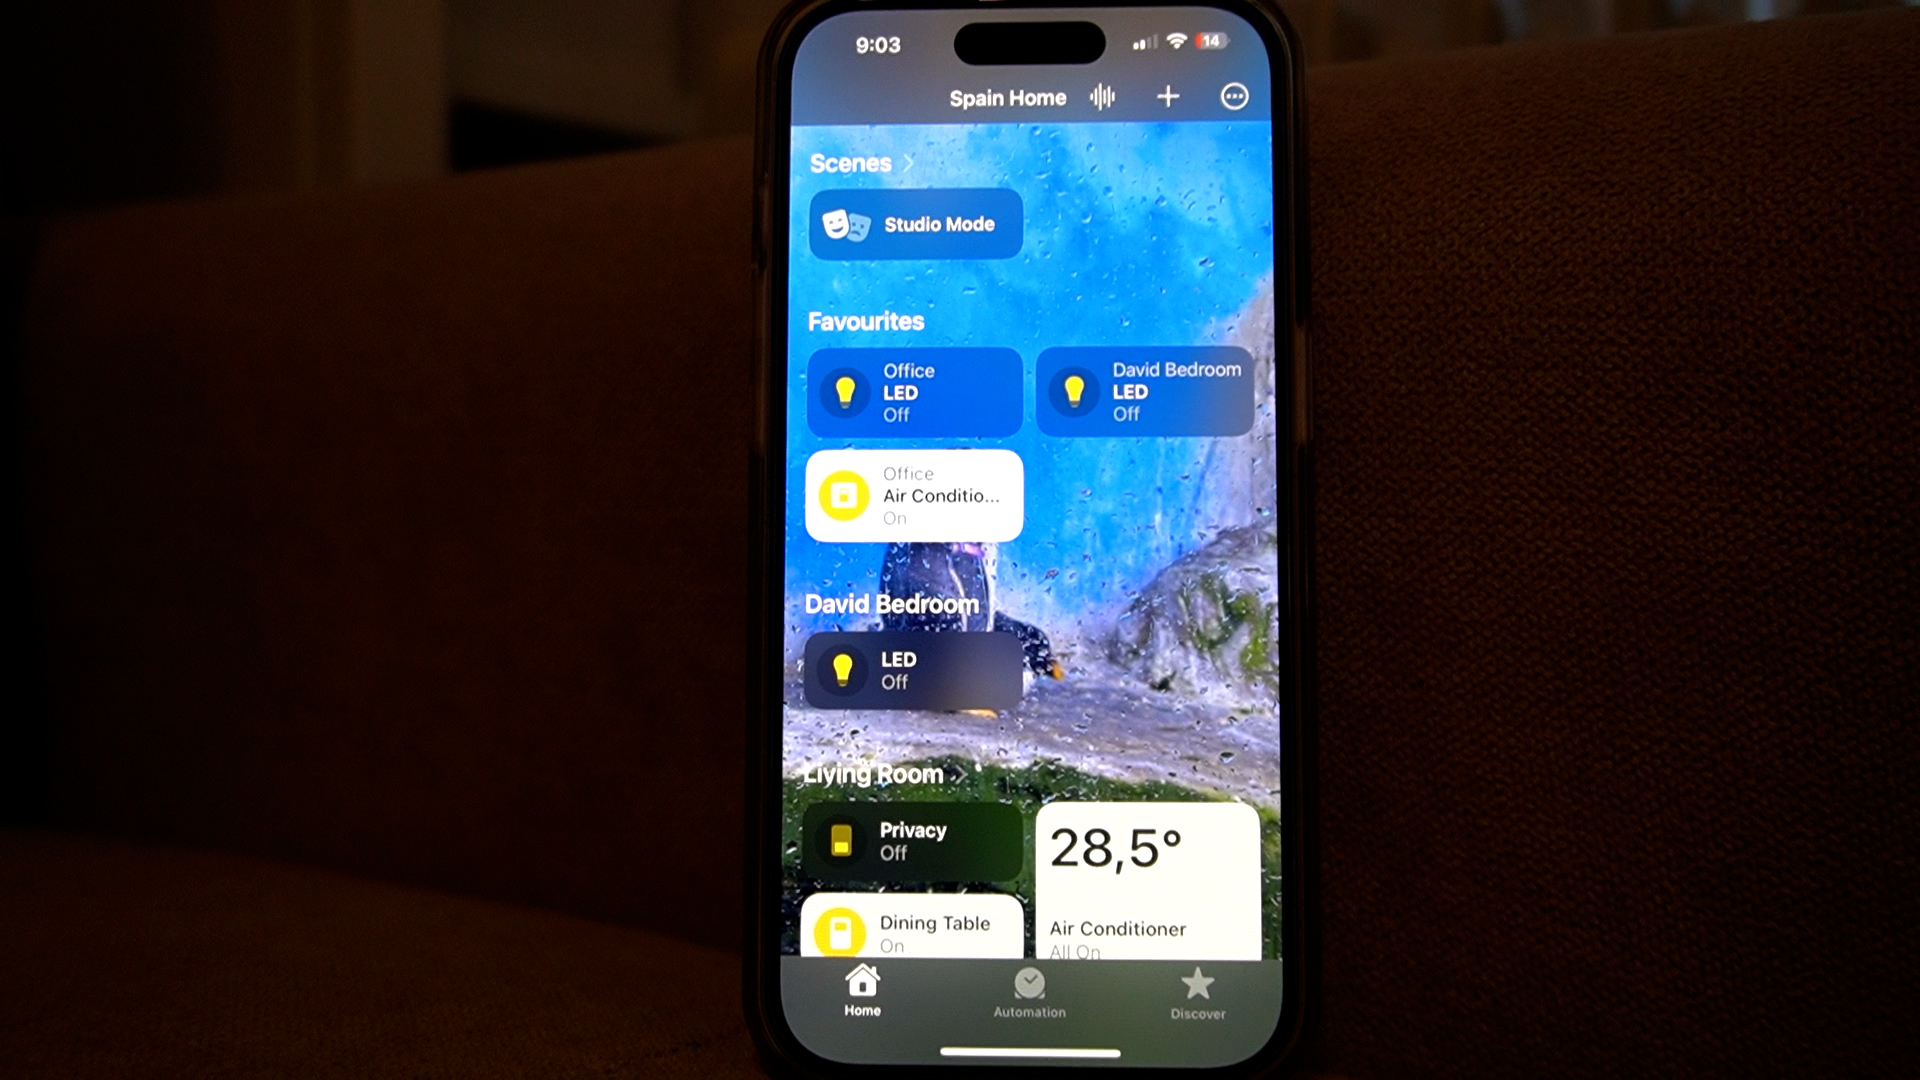 9:03
14
Spain Home
Scenes
Studio Mode
Favourites
Office
LED
Off
David Bedroom
LED
Off
Office
Air Conditio...
On
David Bedroom
LED
Off
Living Room
Privacy
Off
28,5°
Air Conditioner
All On
Dining Table
On
Home
Automation
Discover